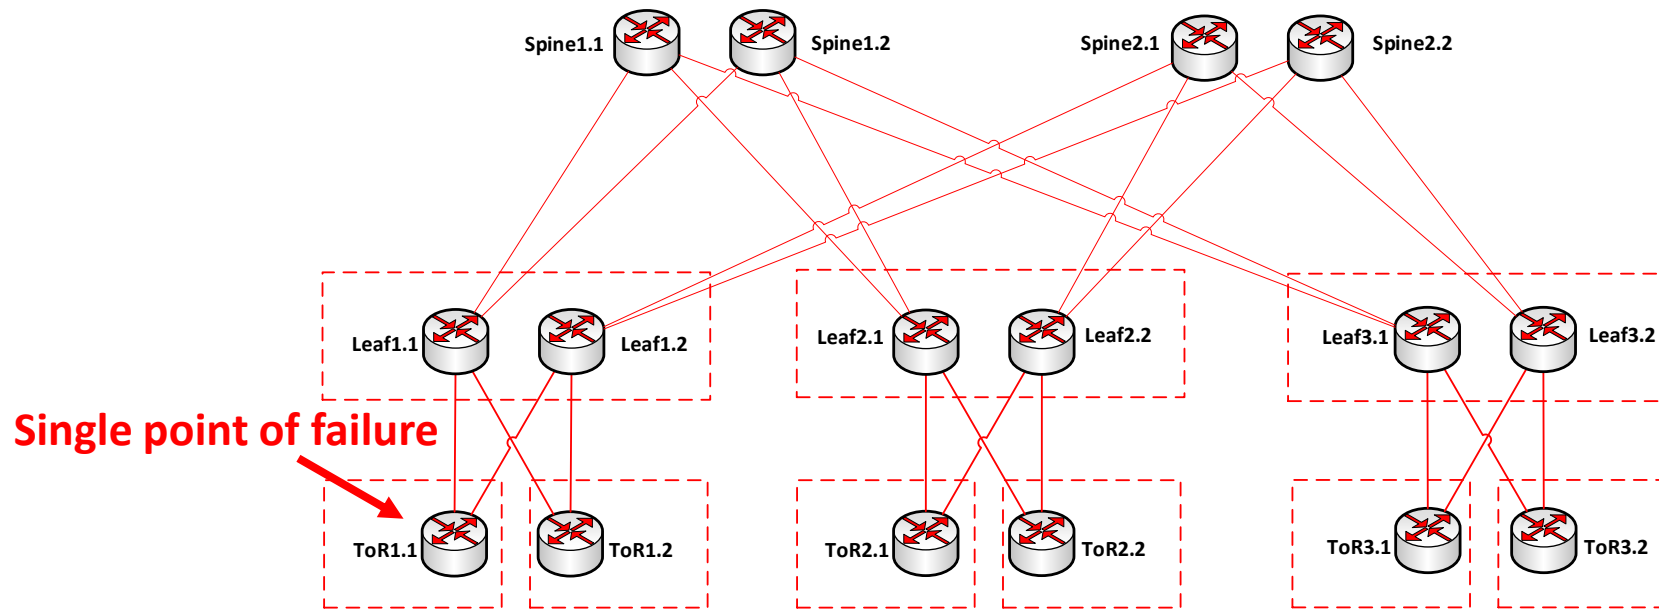 Spine1.1
Spine1.2
Spine2.1
Spine2.2
Leaf1.1
Leaf1.2
Leaf2.1
Leaf2.2
Leaf3.1
Leaf3.2
Single point of failure
ToR1.1
ToR1.2
ToR2.1
ToR2.2
ToR3.1
ToR3.2